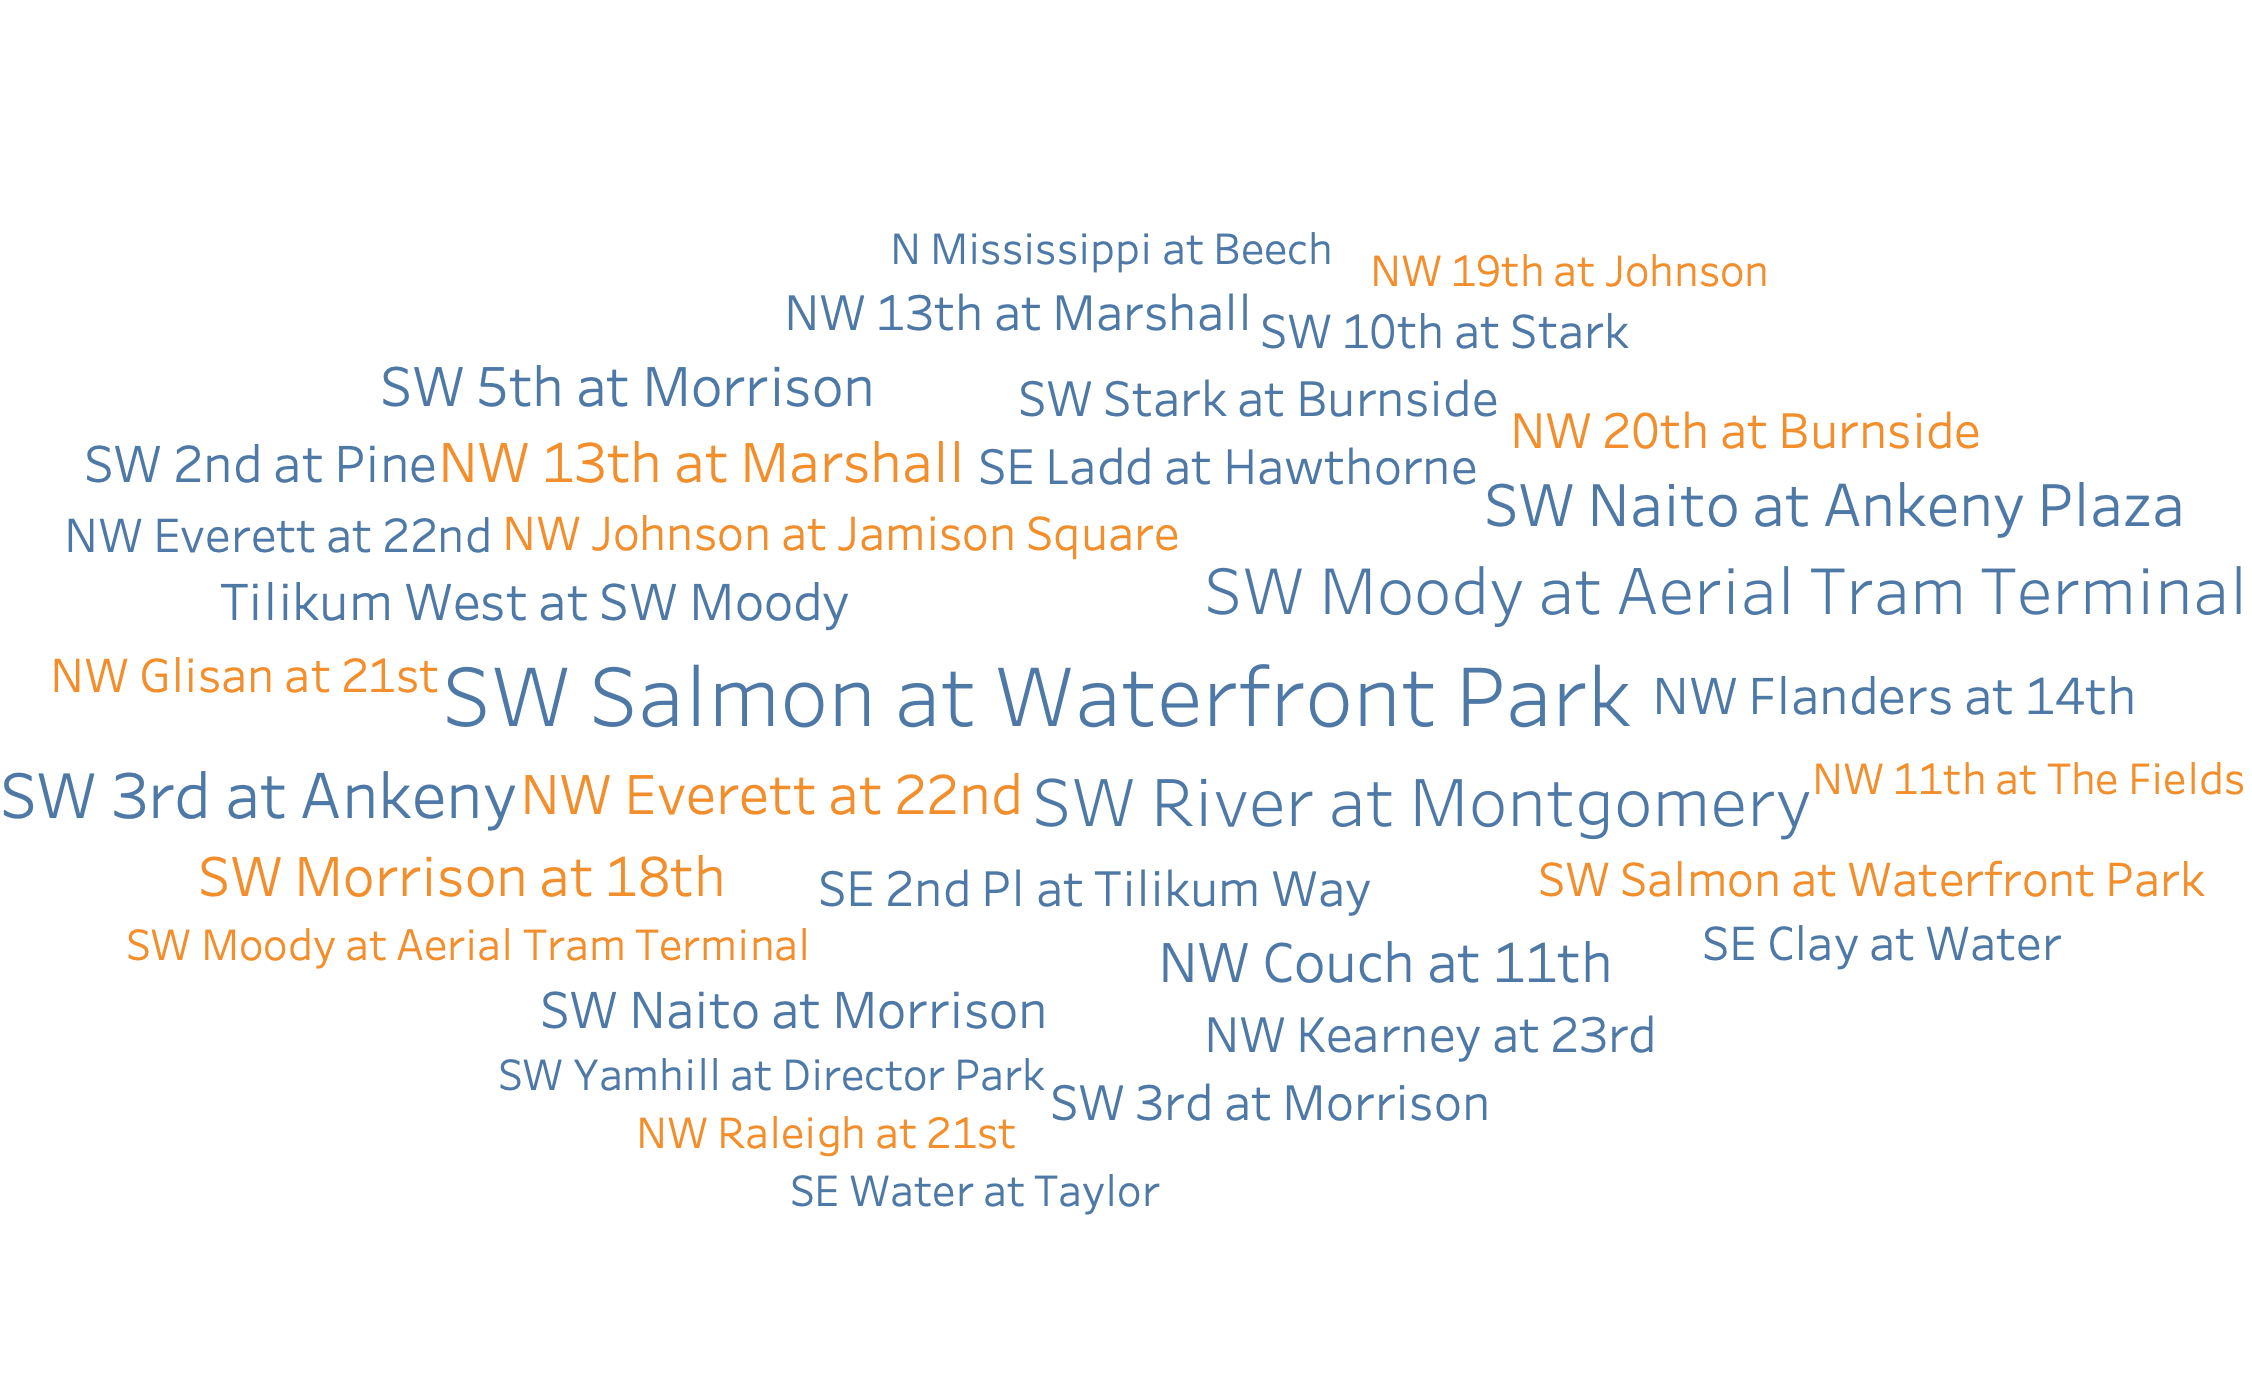 N Mississippi at Beech
NW 19th at Johnson
NW 13th at Marshall
SW 10th at Stark
SW 5th at Morrison
SW Stark at Burnside
NW 20th at Burnside
SW 2nd at Pine
NW 13th at Marshall
SE Ladd at Hawthorne
SW Naito at Ankeny Plaza
NW Everett at 22nd
NW Johnson at Jamison Square
SW Moody at Aerial Tram Terminal
Tilikum West at SW Moody
NW Glisan at 21st
SW Salmon at Waterfront Park
NW Flanders at 14th
SW 3rd at Ankeny
NW Everett at 22nd
SW River at Montgomery
NW 11th at The Fields
SW Morrison at 18th
SE 2nd Pl at Tilikum Way
SW Salmon at Waterfront Park
SW Moody at Aerial Tram Terminal
NW Couch at 11th
SE Clay at Water
SW Naito at Morrison
NW Kearney at 23rd
SW Yamhill at Director Park
SW 3rd at Morrison
NW Raleigh at 21st
SE Water at Taylor